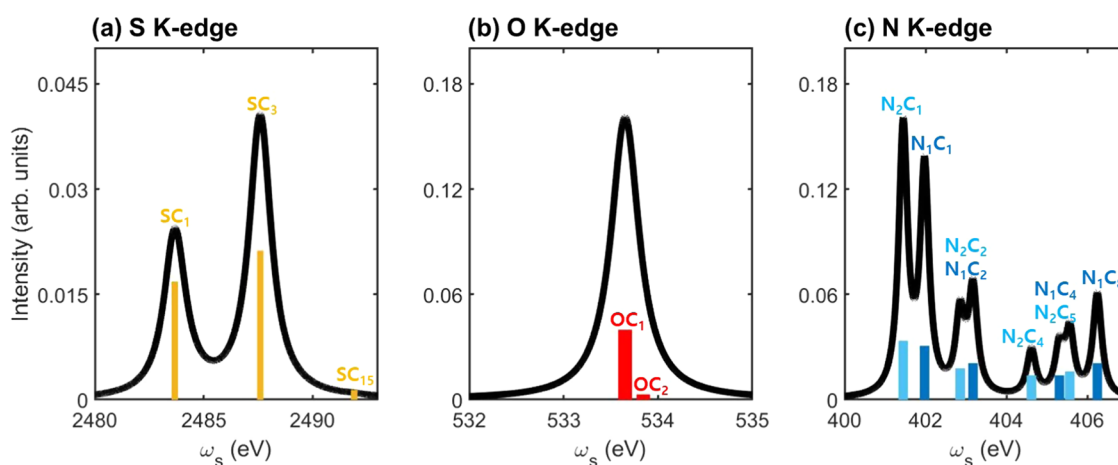 (a) S K-edge
Intensity (arb. units)
0.045
0.03
0.015
0
SC₁
SC₃
SC₁₅
2480
2485
2490
ωₛ (eV)
(b) O K-edge
0.18
0.12
0.06
0
OC₁
OC₂
532
533
534
535
ωₛ (eV)
(c) N K-edge
0.18
0.12
0.06
0
N₂C₁
N₁C₁
N₂C₂
N₁C₂
N₂C₄
N₁C₄
N₂C₅
400
402
404
406
ωₛ (eV)